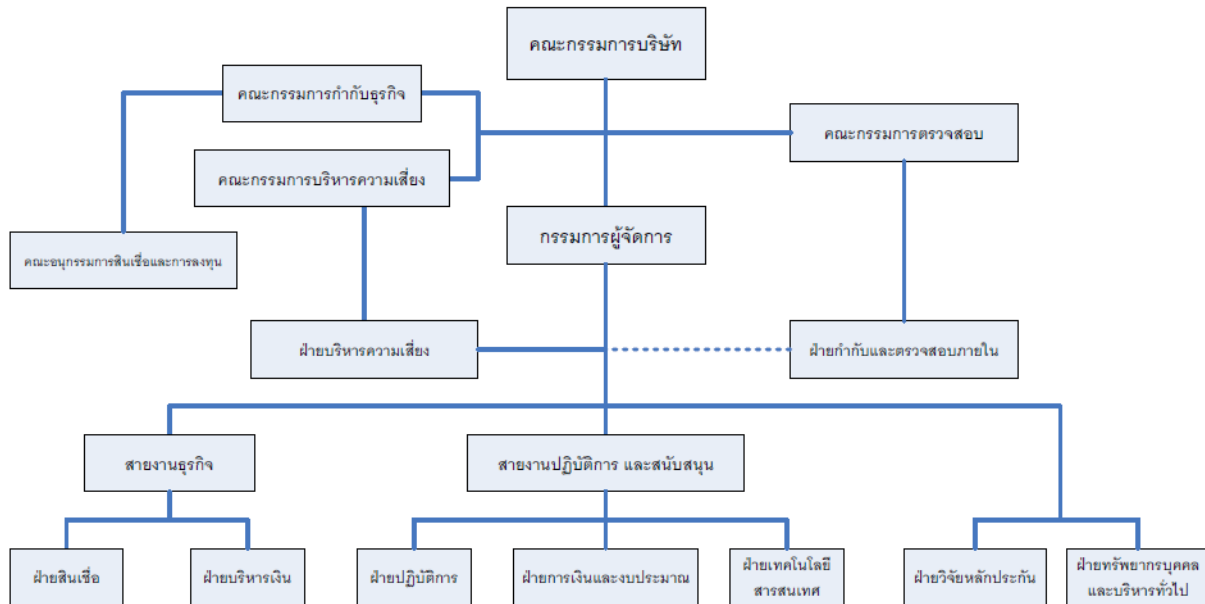 คณะกรรมการบริษัท
คณะกรรมการกำกับธุรกิจ
คณะกรรมการตรวจสอบ
คณะกรรมการบริหารความเสี่ยง
กรรมการผู้จัดการ
คณะอนุกรรมการสินเชื่อและการลงทุน
ฝ่ายบริหารความเสี่ยง
ฝ่ายกำกับและตรวจสอบภายใน
สายงานธุรกิจ
สายงานปฏิบัติการ และสนับสนุน
ฝ่ายสินเชื่อ
ฝ่ายบริหารเงิน
ฝ่ายปฏิบัติการ
ฝ่ายการเงินและงบประมาณ
ฝ่ายเทคโนโลยี
สารสนเทศ
ฝ่ายวิจัยหลักประกัน
ฝ่ายทรัพยากรบุคคล
และบริหารทั่วไป